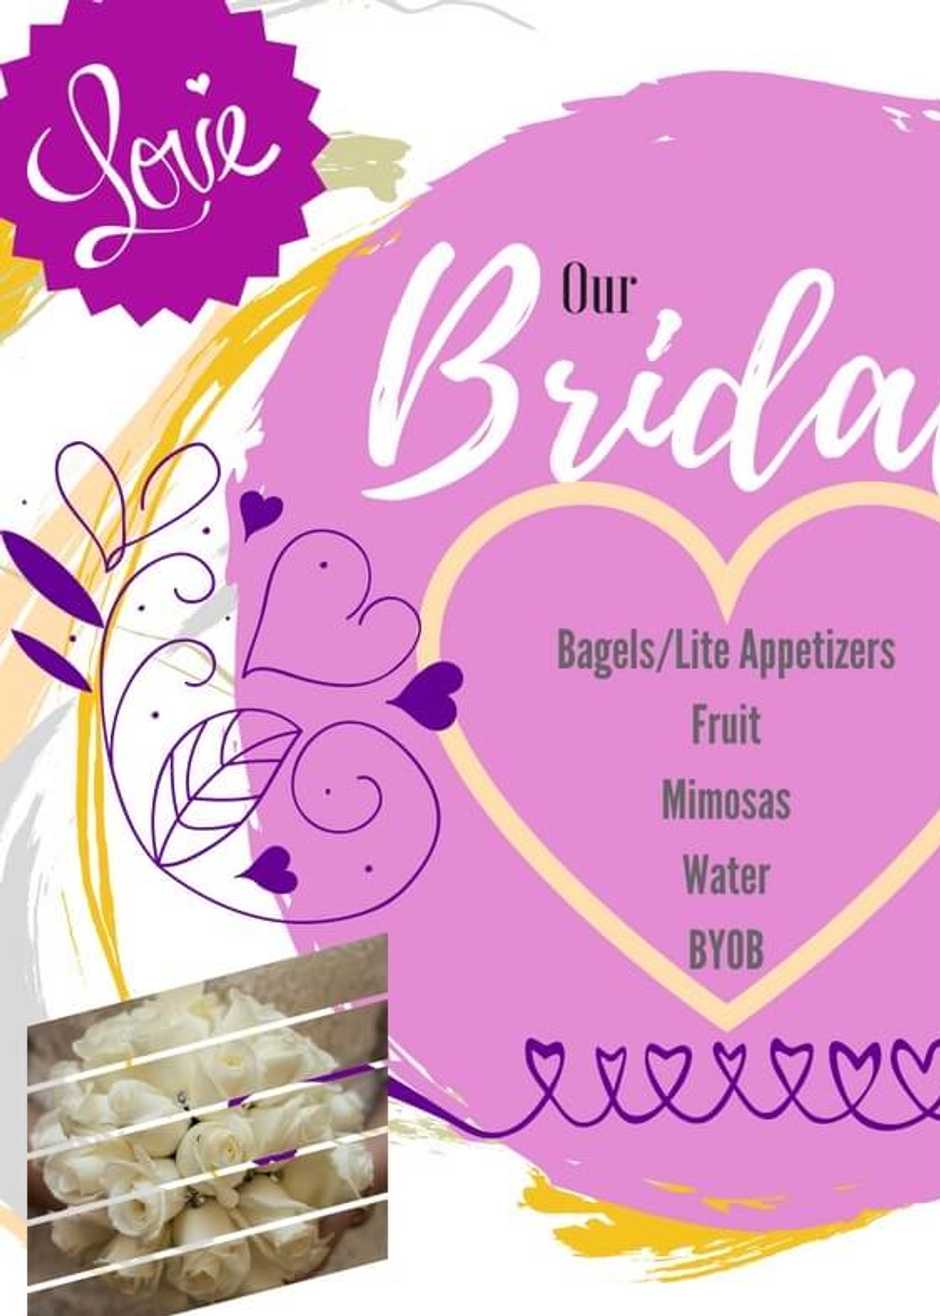 Love
Our
Brida
Bagels/Lite Appetizers
Fruit
Mimosas
Water
BYOB